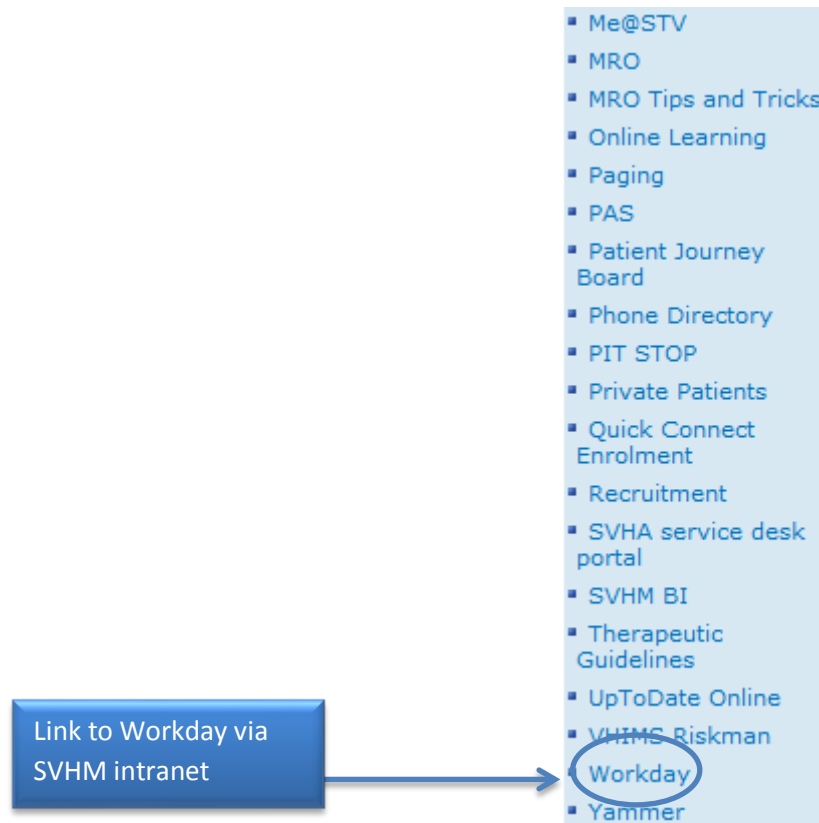 Me@STV
MRO
MRO Tips and Tricks
Online Learning
Paging
PAS
Patient Journey
Board
Phone Directory
PIT STOP
Private Patients
Quick Connect
Enrolment
Recruitment
SVHA service desk
portal
SVHM BI
Therapeutic
Guidelines
UpToDate Online
VHIMS Riskman
Workday
Yammer
Link to Workday via
SVHM intranet